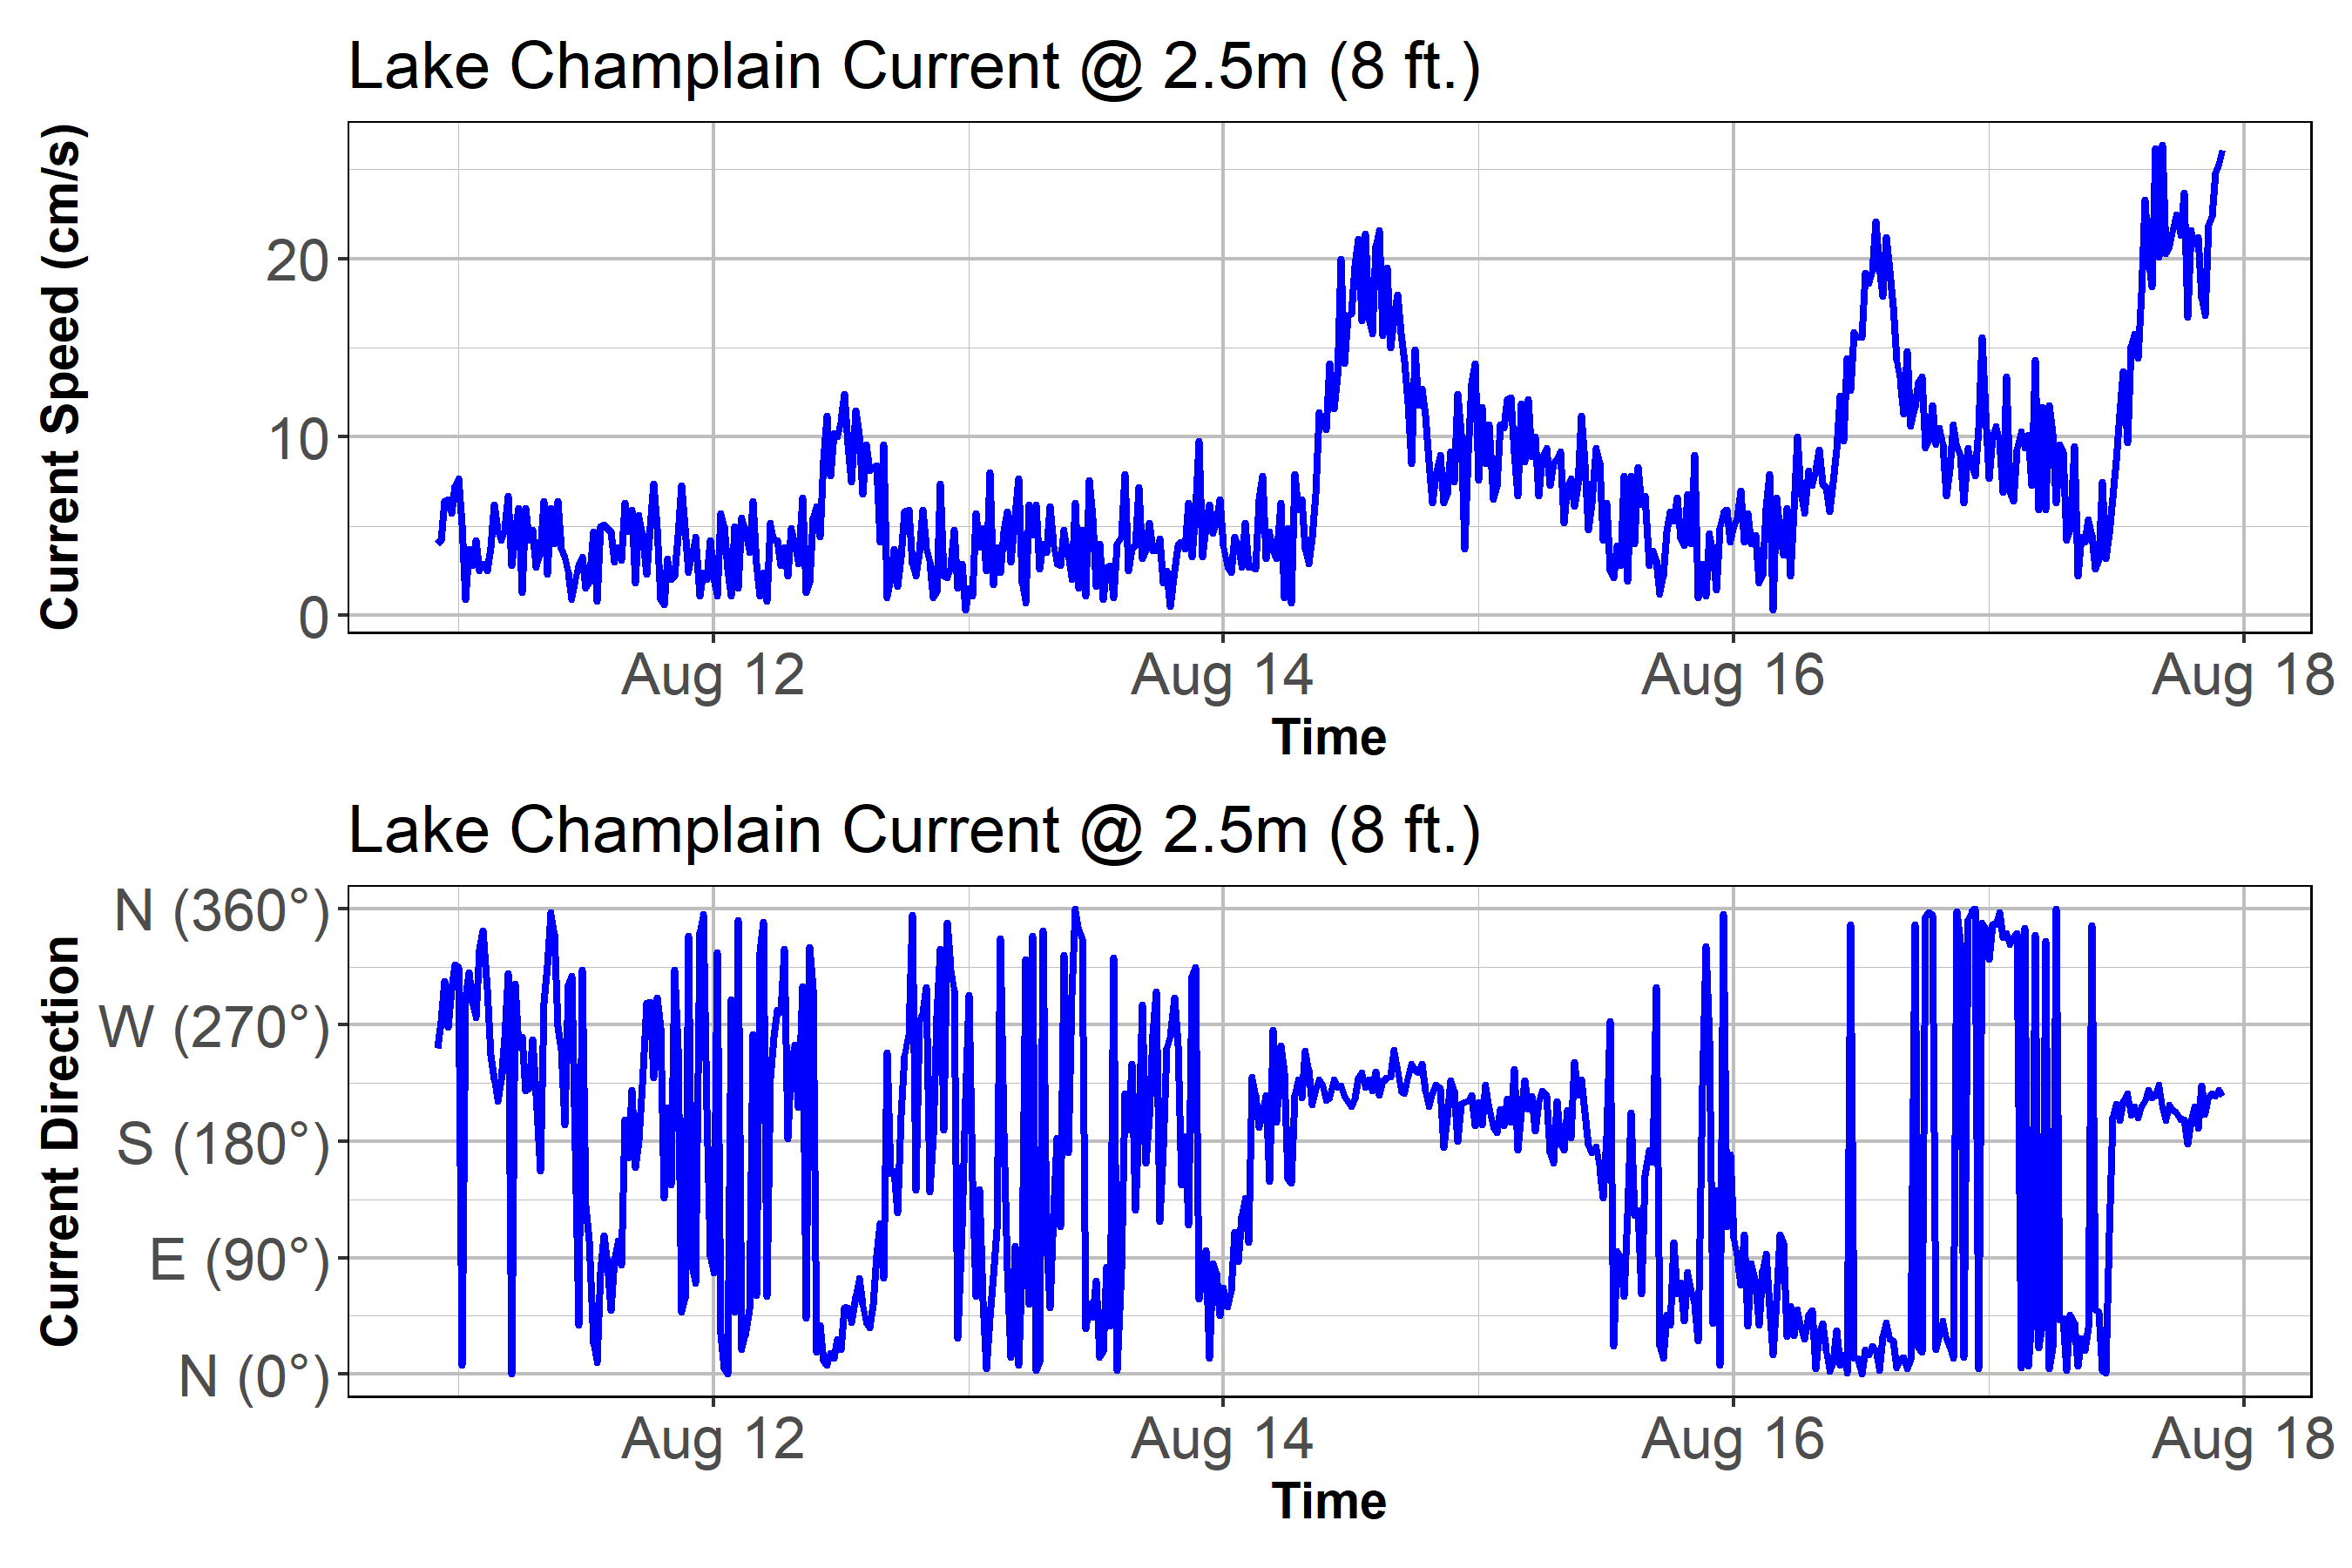 Lake Champlain Current @ 2.5m (8 ft.)
Current Speed (cm/s)
20
10
0
Aug 12 Aug 14 Aug 16 Aug 18
Time
Lake Champlain Current @ 2.5m (8 ft.)
Current Direction
N (360°)
W (270°)
S (180°)
E (90°)
N (0°)
Aug 12 Aug 14 Aug 16 Aug 18
Time